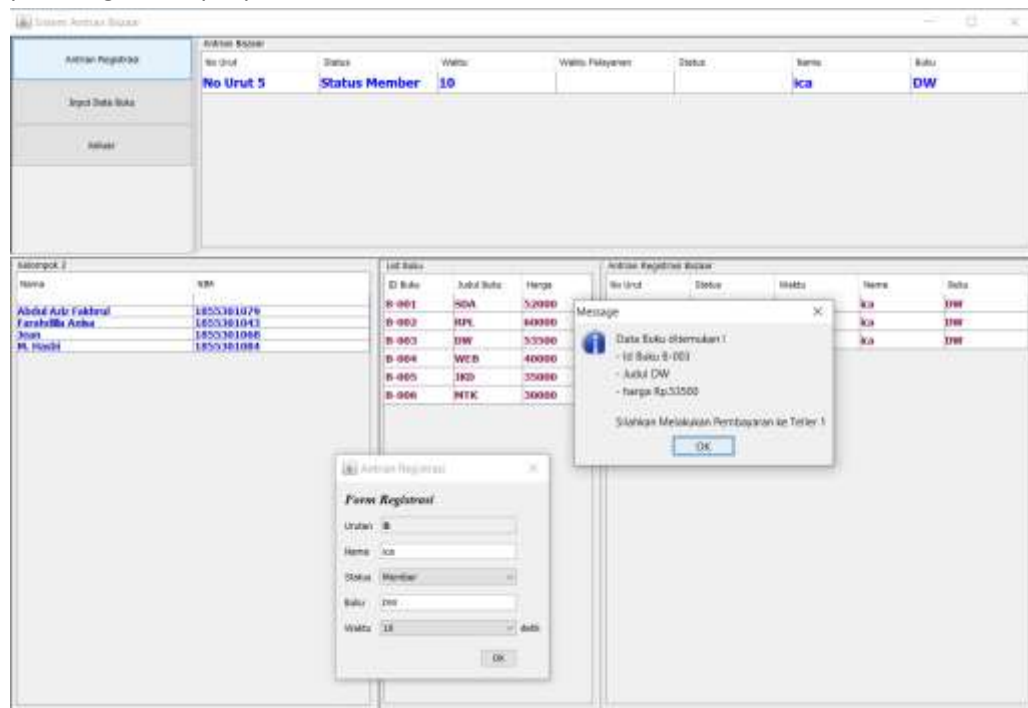 Sistem Antrian Bazaar
Antrian Registrasi
Input Data Buku
Keluar
Antrian Bazaar
No Urut Status Waktu Waktu Pelayanan Status Nama Buku
No Urut 5 Status Member 10 ica DW
Kelompok 2
Nama NIM
Abdul Aziz Fakhrul 1855301079
Farahdilla Anisa 1855301043
Jean 1855301068
M. Hasbi 1855301084
List Buku
ID Buku Judul Buku Harga
B-001 SDA 52000
B-002 RPL 60000
B-003 DW 53500
B-004 WEB 40000
B-005 JKD 35000
B-006 MTK 30000
Antrian Registrasi Bazaar
No Urut Status Waktu Nama Buku
ica DW
ica DW
ica DW
Message
Data Buku ditemukan !
- Id Buku B-003
- Judul DW
- harga Rp.53500
Silahkan Melakukan Pembayaran ke Teller 1
OK
Antrian Registrasi
Form Registrasi
Urutan
Nama ica
Status Member
Buku DW
Waktu 10 detik
OK